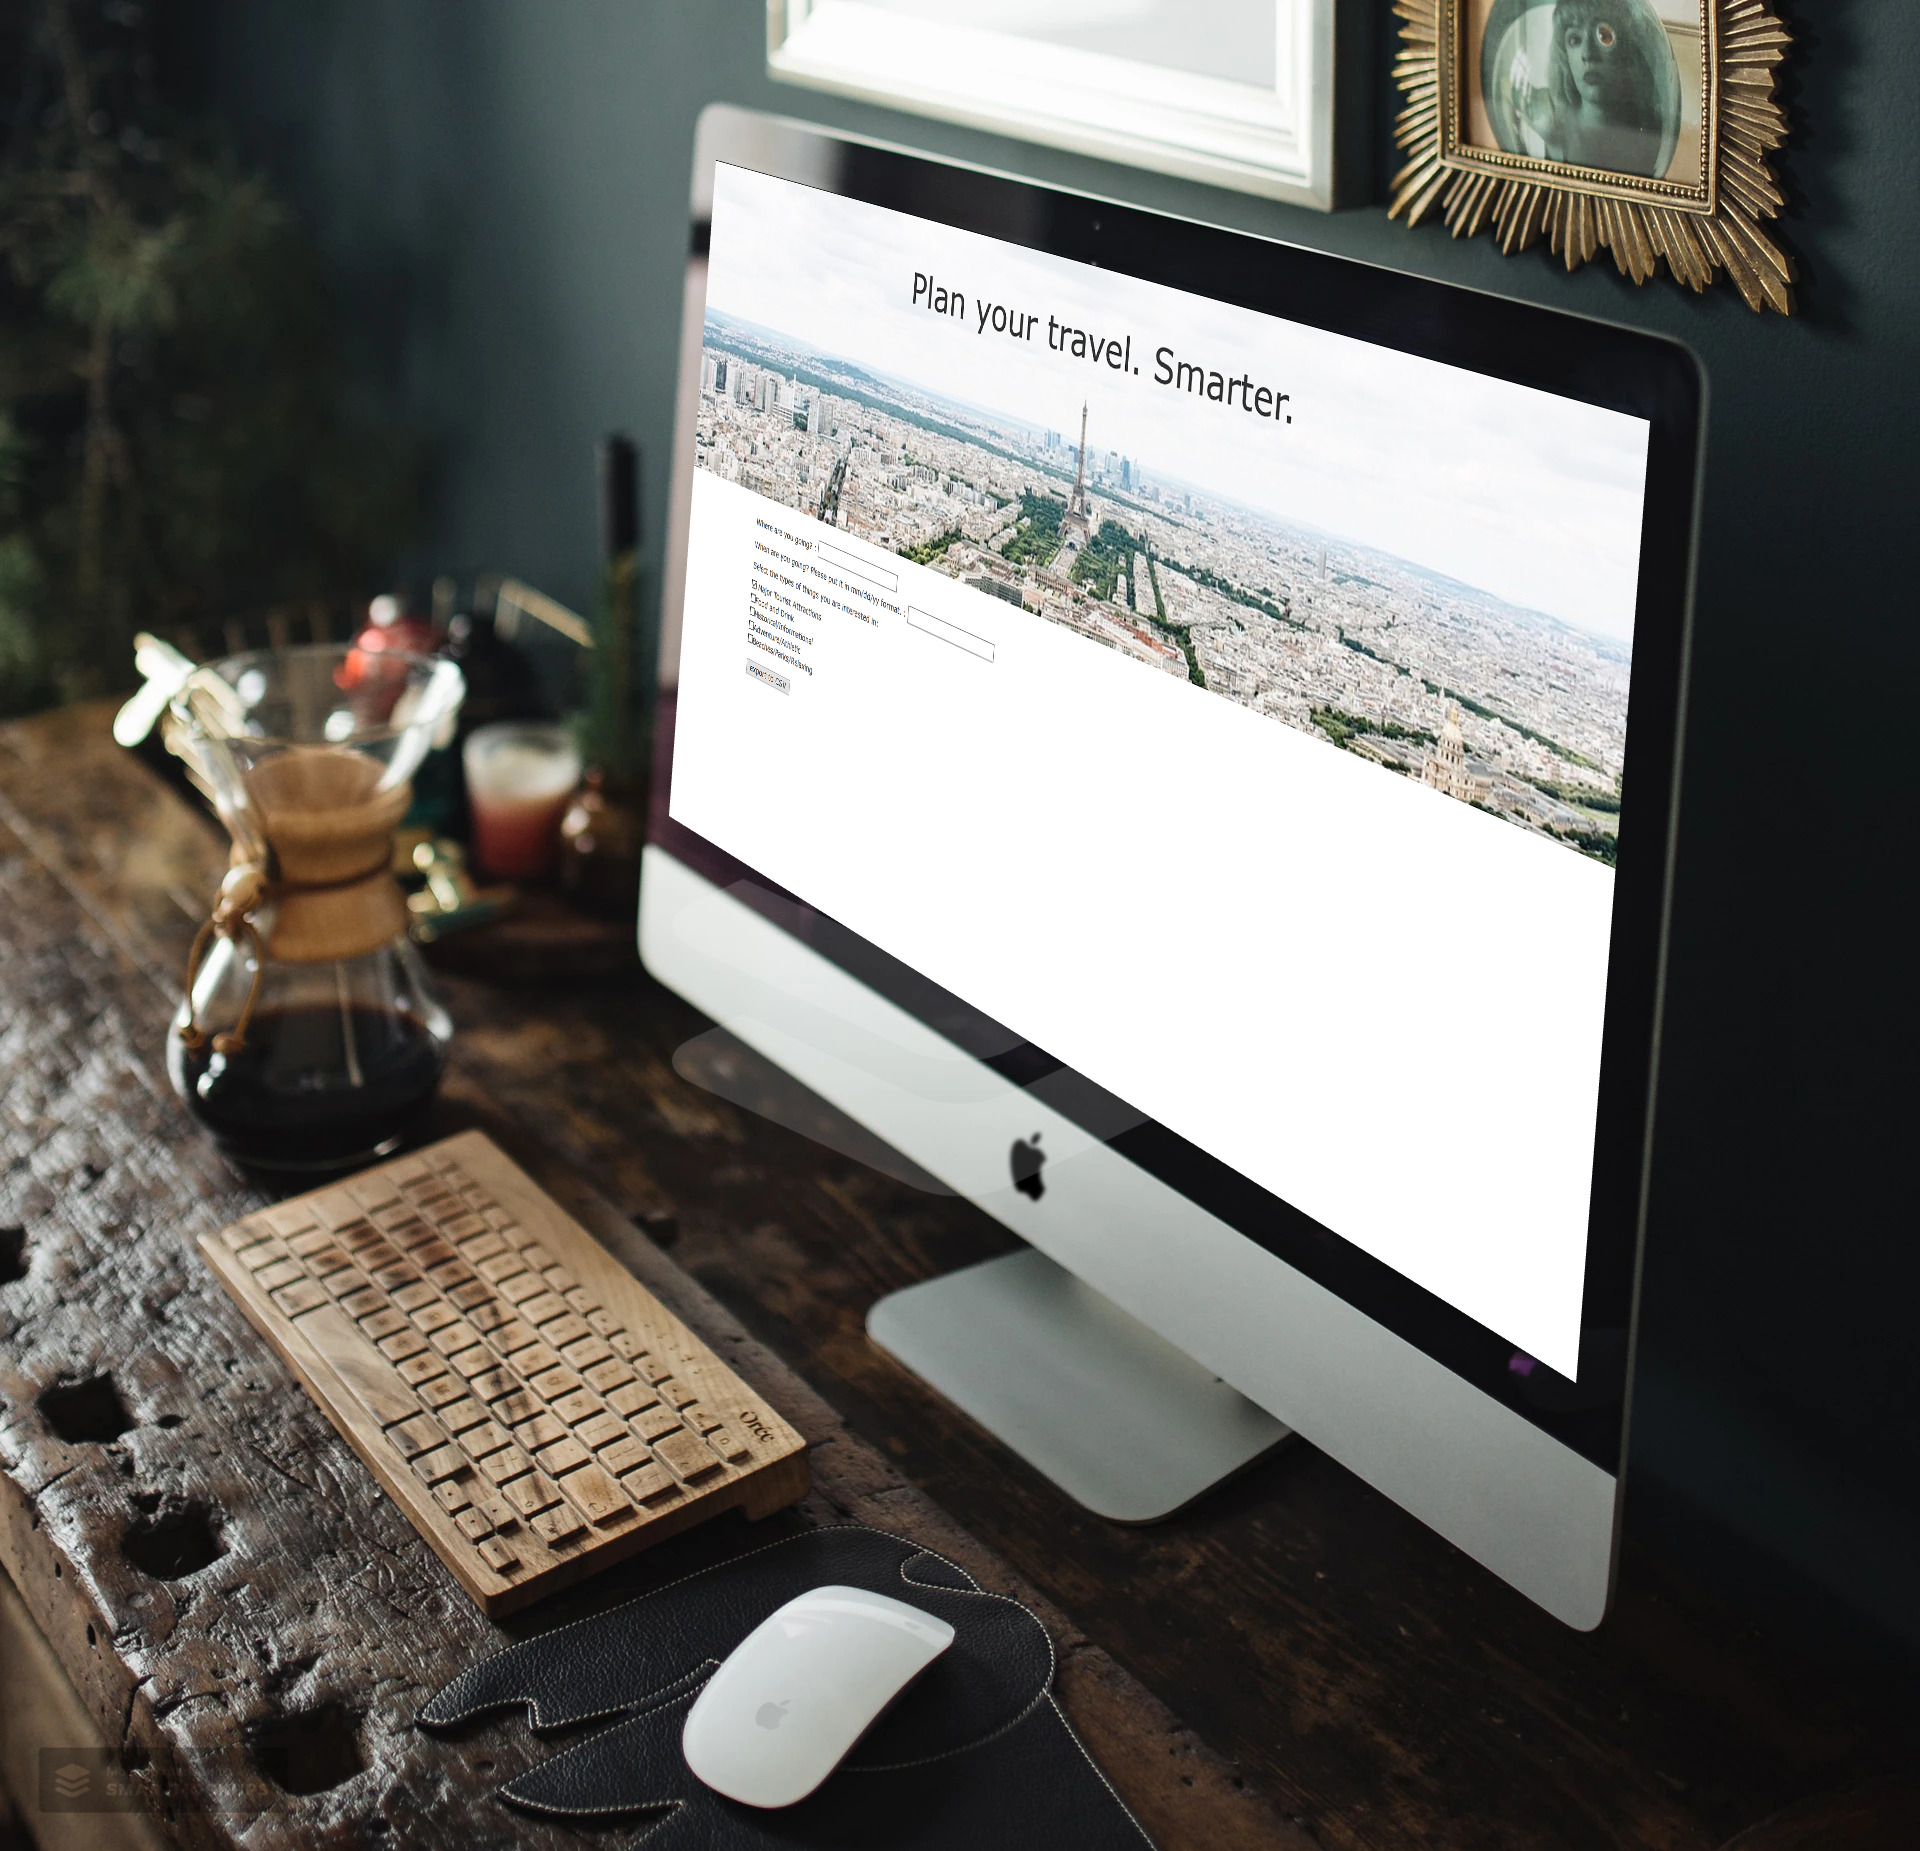 Plan your travel. Smarter.
Where are you going? :
When are you going? Please put it in mm/dd/yy format. :
Select the types of things you are interested in:
Major Tourist Attractions
Food and Drink
Historical/Informational
Adventure/Athletic
Beaches/Parks/Relaxing
export to CSV
Orée